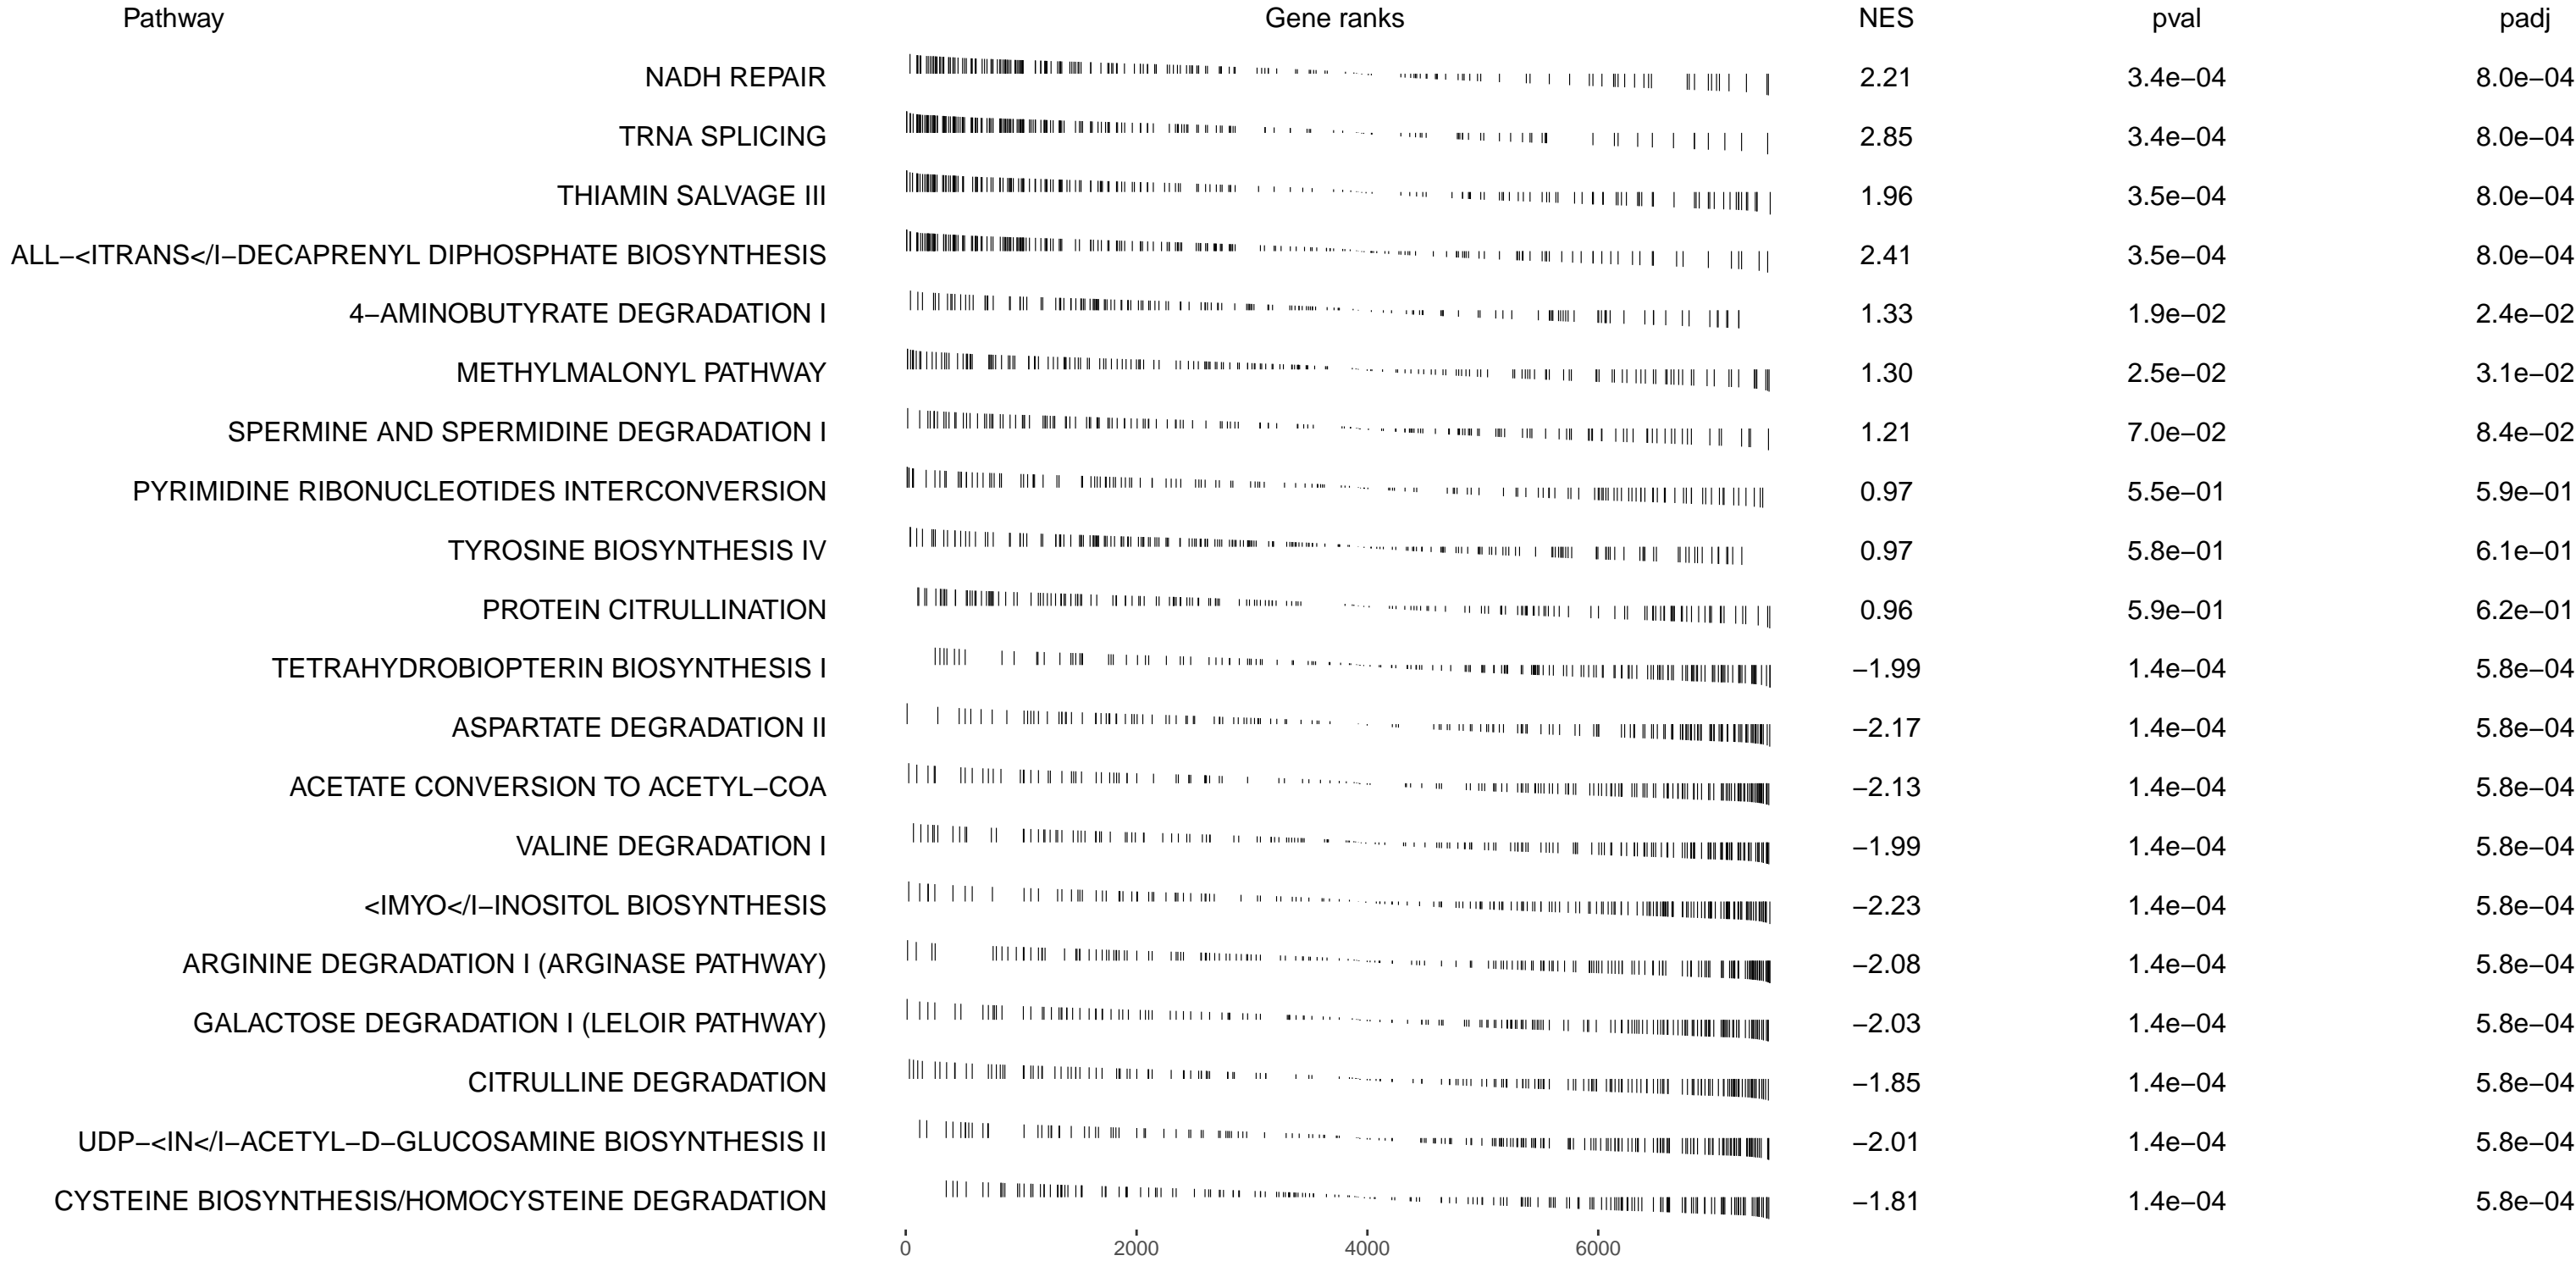 Pathway Gene ranks NES pval padj
NADH REPAIR 2.21 3.4e−04 8.0e−04
TRNA SPLICING 2.85 3.4e−04 8.0e−04
THIAMIN SALVAGE III 1.96 3.5e−04 8.0e−04
ALL−<ITRANS</I−DECAPRENYL DIPHOSPHATE BIOSYNTHESIS 2.41 3.5e−04 8.0e−04
4−AMINOBUTYRATE DEGRADATION I 1.33 1.9e−02 2.4e−02
METHYLMALONYL PATHWAY 1.30 2.5e−02 3.1e−02
SPERMINE AND SPERMIDINE DEGRADATION I 1.21 7.0e−02 8.4e−02
PYRIMIDINE RIBONUCLEOTIDES INTERCONVERSION 0.97 5.5e−01 5.9e−01
TYROSINE BIOSYNTHESIS IV 0.97 5.8e−01 6.1e−01
PROTEIN CITRULLINATION 0.96 5.9e−01 6.2e−01
TETRAHYDROBIOPTERIN BIOSYNTHESIS I −1.99 1.4e−04 5.8e−04
ASPARTATE DEGRADATION II −2.17 1.4e−04 5.8e−04
ACETATE CONVERSION TO ACETYL−COA −2.13 1.4e−04 5.8e−04
VALINE DEGRADATION I −1.99 1.4e−04 5.8e−04
<IMYO</I−INOSITOL BIOSYNTHESIS −2.23 1.4e−04 5.8e−04
ARGININE DEGRADATION I (ARGINASE PATHWAY) −2.08 1.4e−04 5.8e−04
GALACTOSE DEGRADATION I (LELOIR PATHWAY) −2.03 1.4e−04 5.8e−04
CITRULLINE DEGRADATION −1.85 1.4e−04 5.8e−04
UDP−<IN</I−ACETYL−D−GLUCOSAMINE BIOSYNTHESIS II −2.01 1.4e−04 5.8e−04
CYSTEINE BIOSYNTHESIS/HOMOCYSTEINE DEGRADATION −1.81 1.4e−04 5.8e−04
0 2000 4000 6000